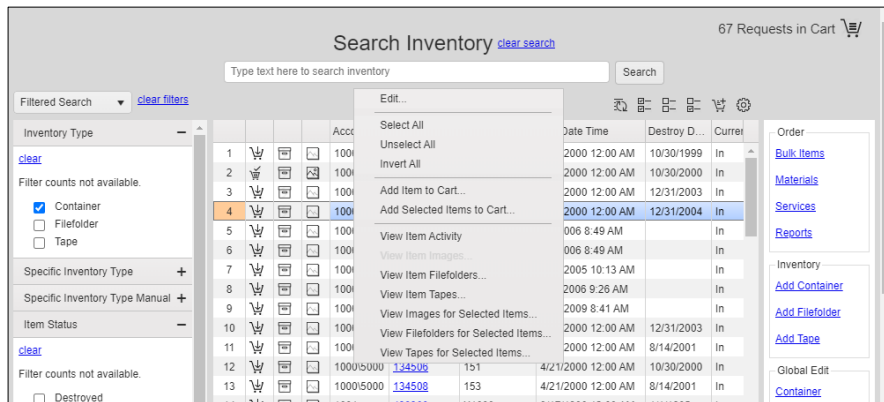 67 Requests in Cart
Search Inventory clear search
Type text here to search inventory Search
Filtered Search clear filters
Inventory Type
clear
Filter counts not available.
Container
Filefolder
Tape
Specific Inventory Type +
Specific Inventory Type Manual +
Item Status
clear
Filter counts not available.
Destroyed
Edit...
Select All
Unselect All
Invert All
Add Item to Cart...
Add Selected Items to Cart...
View Item Activity
View Item Images...
View Item Filefolders...
View Item Tapes...
View Images for Selected Items...
View Filefolders for Selected Items...
View Tapes for Selected Items...
Date Time Destroy D...
1 2000 12:00 AM 10/30/1999 In
2 2000 12:00 AM 10/30/2000 In
3 2000 12:00 AM 12/31/2003 In
4 2000 12:00 AM 12/31/2004 In
5 006 8:49 AM In
6 006 8:49 AM In
7 2005 10:13 AM In
8 2006 9:26 AM In
9 2009 8:41 AM In
10 2000 12:00 AM 12/31/2003 In
11 2000 12:00 AM 8/14/2001 In
12 1000\5000 134506 151 4/21/2000 12:00 AM 10/30/2000 In
13 1000\5000 134508 153 4/21/2000 12:00 AM 8/14/2001 In
Order
Bulk Items
Materials
Services
Reports
Inventory
Add Container
Add Filefolder
Add Tape
Global Edit
Container